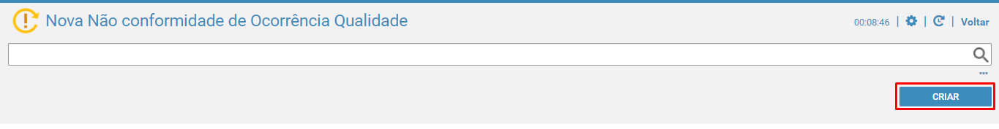 Nova Não conformidade de Ocorrência Qualidade
00:08:46 | | | Voltar
CRIAR